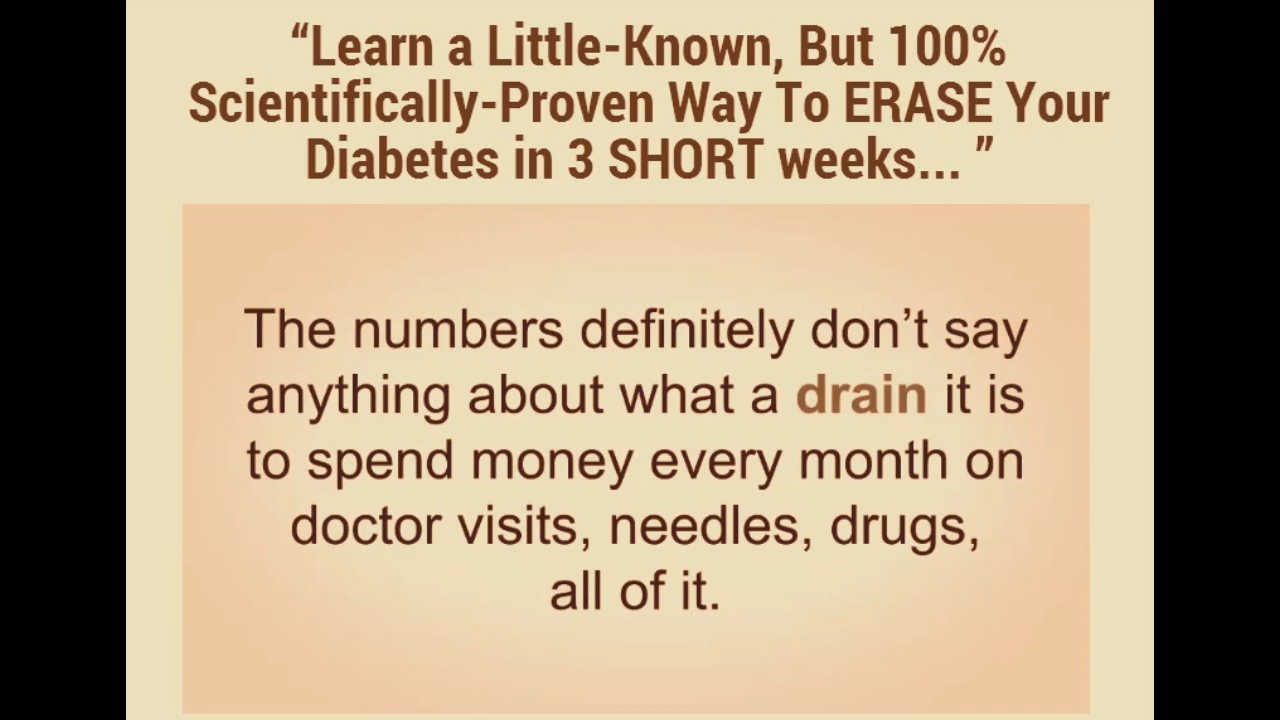 “Learn a Little-Known, But 100%
Scientifically-Proven Way To ERASE Your
Diabetes in 3 SHORT weeks... ”
The numbers definitely don’t say
anything about what a drain it is
to spend money every month on
doctor visits, needles, drugs,
all of it.